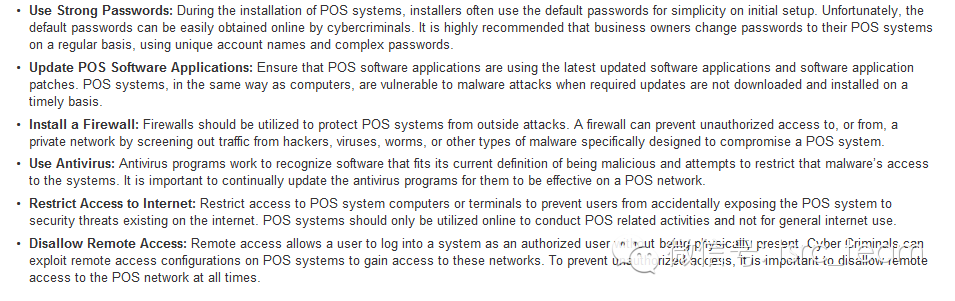 • Use Strong Passwords: During the installation of POS systems, installers often use the default passwords for simplicity on initial setup. Unfortunately, the
default passwords can be easily obtained online by cybercriminals. It is highly recommended that business owners change passwords to their POS systems
on a regular basis, using unique account names and complex passwords.
• Update POS Software Applications: Ensure that POS software applications are using the latest updated software applications and software application
patches. POS systems, in the same way as computers, are vulnerable to malware attacks when required updates are not downloaded and installed on a
timely basis.
• Install a Firewall: Firewalls should be utilized to protect POS systems from outside attacks. A firewall can prevent unauthorized access to, or from, a
private network by screening out traffic from hackers, viruses, worms, or other types of malware specifically designed to compromise a POS system.
• Use Antivirus: Antivirus programs work to recognize software that fits its current definition of being malicious and attempts to restrict that malware's access
to the systems. It is important to continually update the antivirus programs for them to be effective on a POS network.
• Restrict Access to Internet: Restrict access to POS system computers or terminals to prevent users from accidentally exposing the POS system to
security threats existing on the internet. POS systems should only be utilized online to conduct POS related activities and not for general internet use.
• Disallow Remote Access: Remote access allows a user to log into a system as an authorized user without being physically present. Cyber Criminals can
exploit remote access configurations on POS systems to gain access to these networks. To prevent unauthorized access, it is important to disallow remote
access to the POS network at all times.